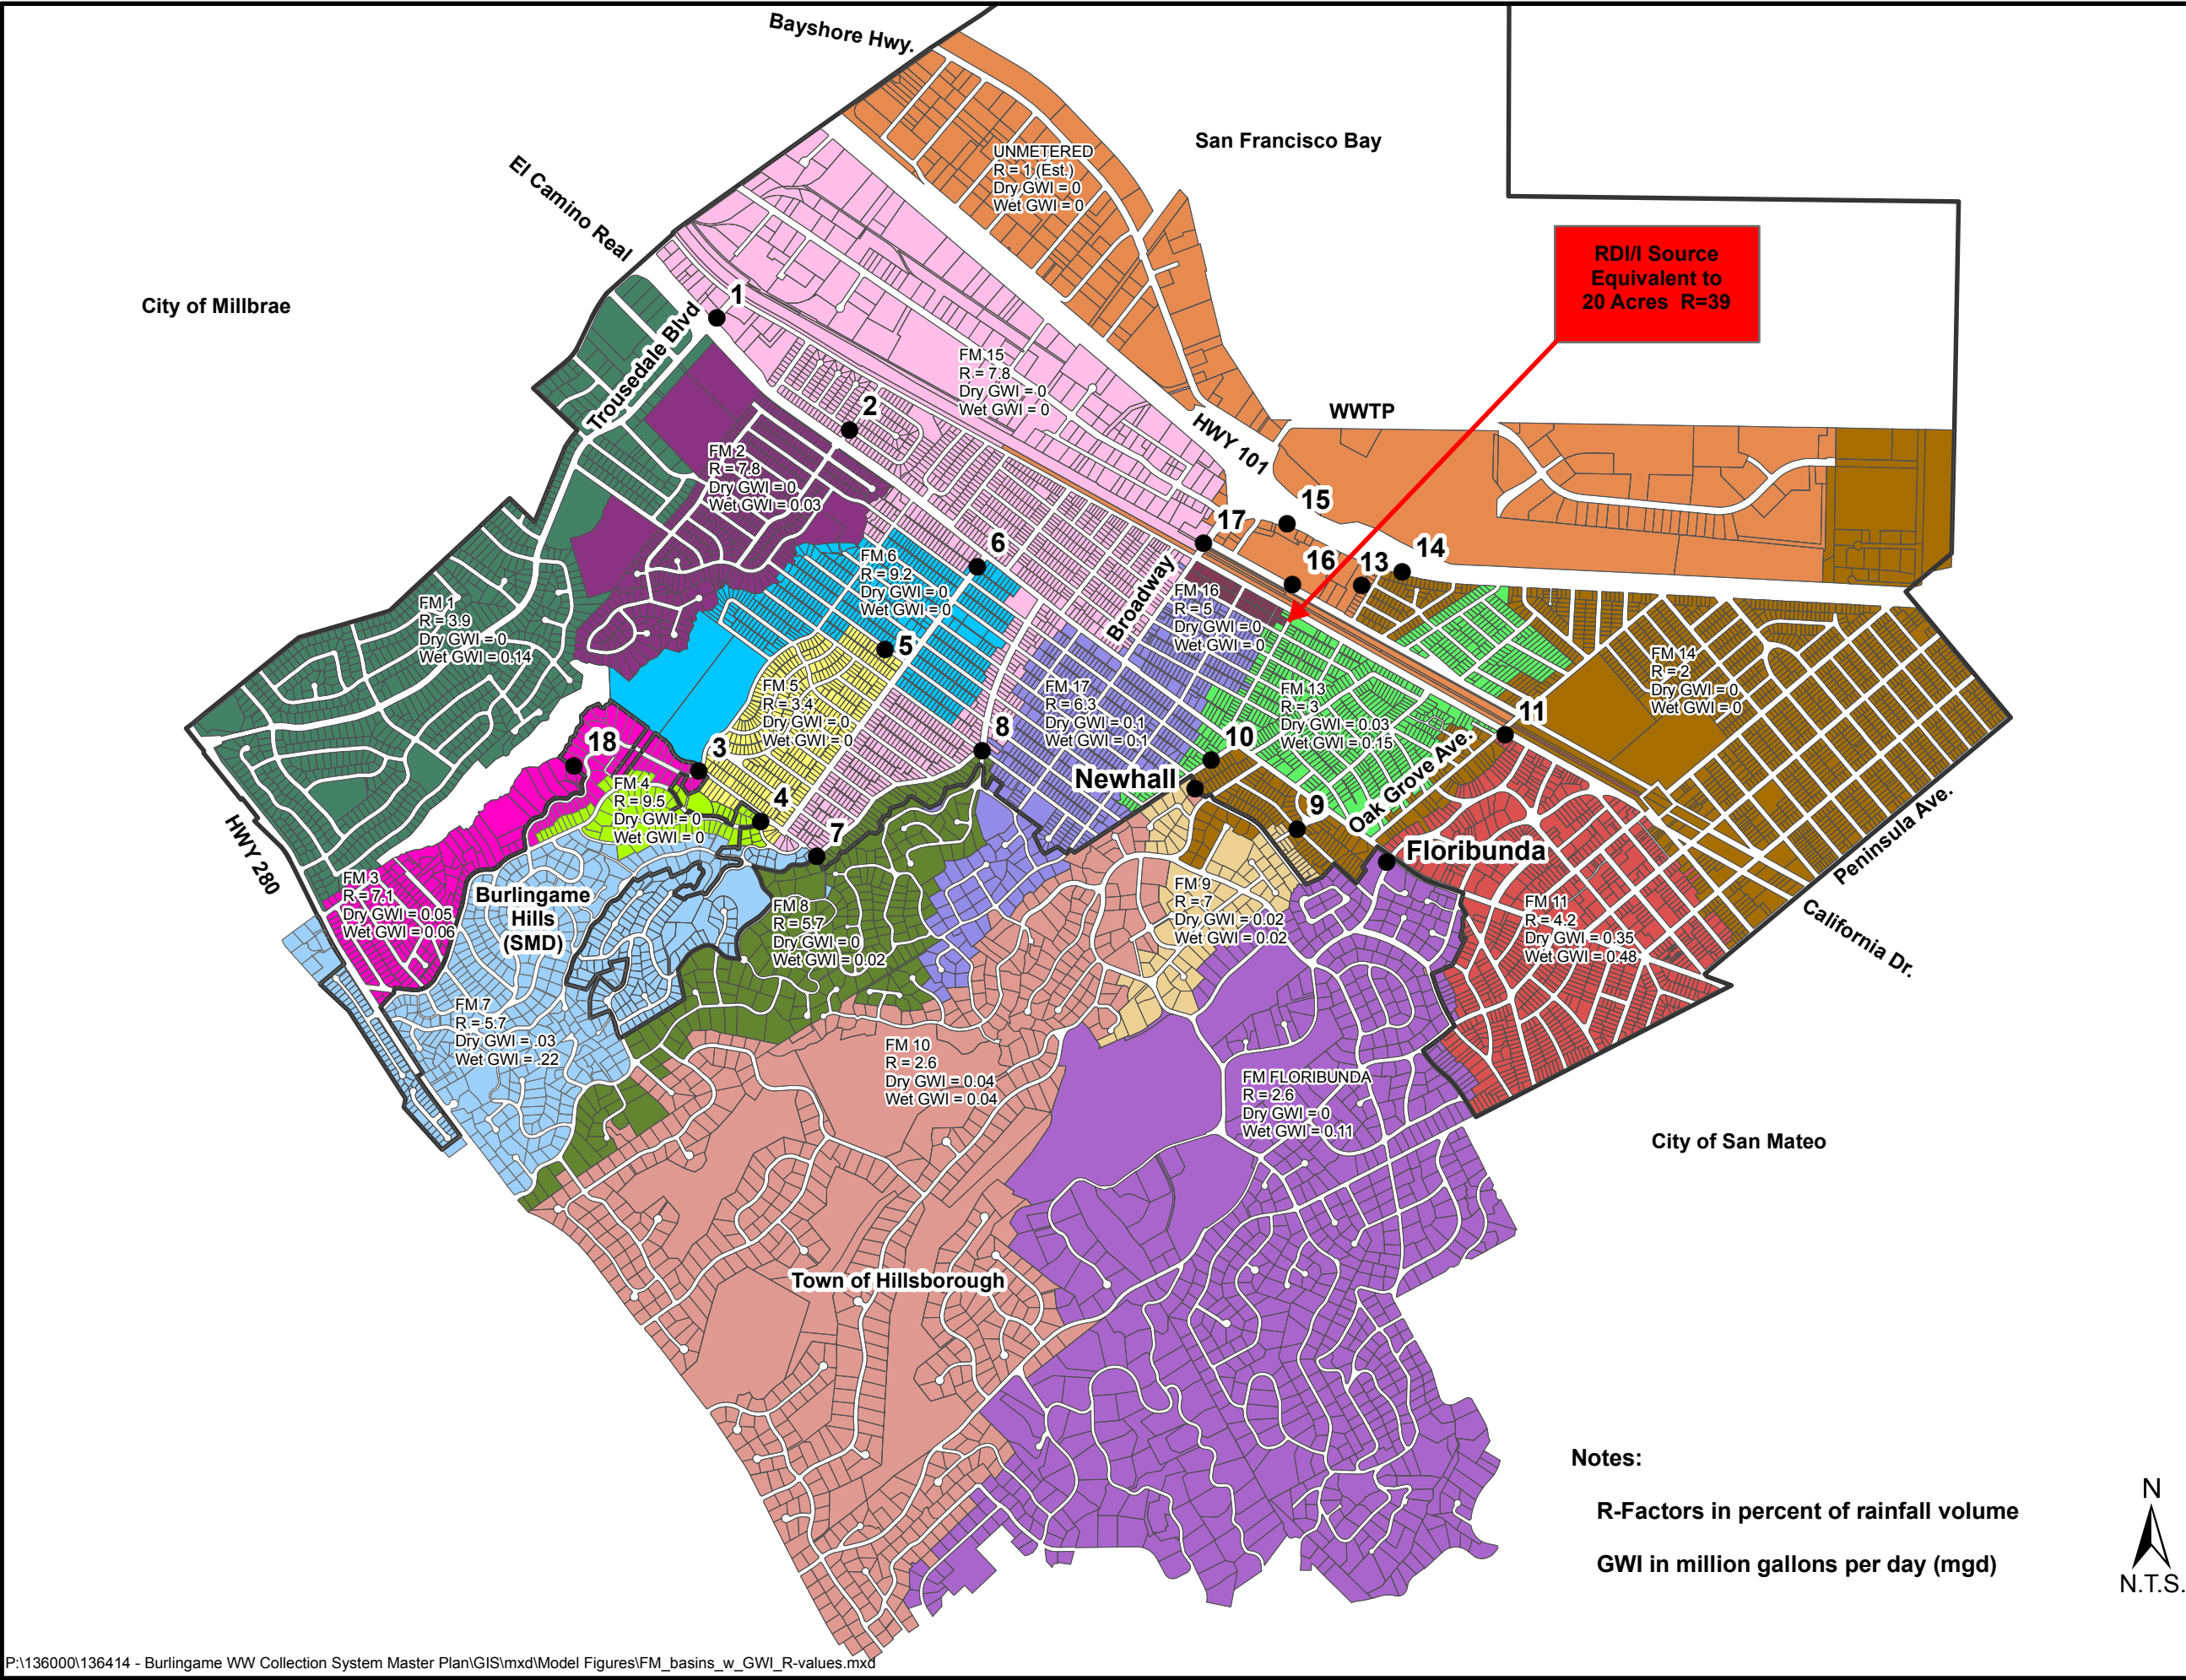 Bayshore Hwy.
San Francisco Bay
UNMETERED
R = 1 (Est.)
Dry GWI = 0
Wet GWI = 0
El Camino Real
RDI/I Source
Equivalent to
20 Acres  R=39
City of Millbrae
1
Trousedale Blvd
FM 15
R = 7.8
Dry GWI = 0
Wet GWI = 0
2
WWTP
HWY 101
FM 2
R = 7.8
Dry GWI = 0
Wet GWI = 0.03
15
17
6
16
13
14
FM 6
R = 9.2
Dry GWI = 0
Wet GWI = 0
Broadway
FM 16
R = 5
Dry GWI = 0
Wet GWI = 0
FM 1
R = 3.9
Dry GWI = 0
Wet GWI = 0.14
5
FM 14
R = 2
Dry GWI = 0
Wet GWI = 0
FM 5
R = 3.4
Dry GWI = 0
Wet GWI = 0
FM 17
R = 6.3
Dry GWI = 0.1
Wet GWI = 0.1
FM 13
R = 3
Dry GWI = 0.03
Wet GWI = 0.15
11
18
3
8
10
Newhall
Oak Grove Ave.
FM 4
R = 9.5
Dry GWI = 0
Wet GWI = 0
4
9
7
Floribunda
Peninsula Ave.
HWY 280
FM 3
R = 7.1
Dry GWI = 0.05
Wet GWI = 0.06
Burlingame
Hills
(SMD)
FM 8
R = 5.7
Dry GWI = 0
Wet GWI = 0.02
FM 9
R = 7
Dry GWI = 0.02
Wet GWI = 0.02
FM 11
R = 4.2
Dry GWI = 0.35
Wet GWI = 0.48
California Dr.
FM 7
R = 5.7
Dry GWI = .03
Wet GWI = .22
FM 10
R = 2.6
Dry GWI = 0.04
Wet GWI = 0.04
FM FLORIBUNDA
R = 2.6
Dry GWI = 0
Wet GWI = 0.11
City of San Mateo
Town of Hillsborough
Notes:
R-Factors in percent of rainfall volume
GWI in million gallons per day (mgd)
N
N.T.S.
P:\136000\136414 - Burlingame WW Collection System Master Plan\GIS\mxd\Model Figures\FM_basins_w_GWI_R-values.mxd